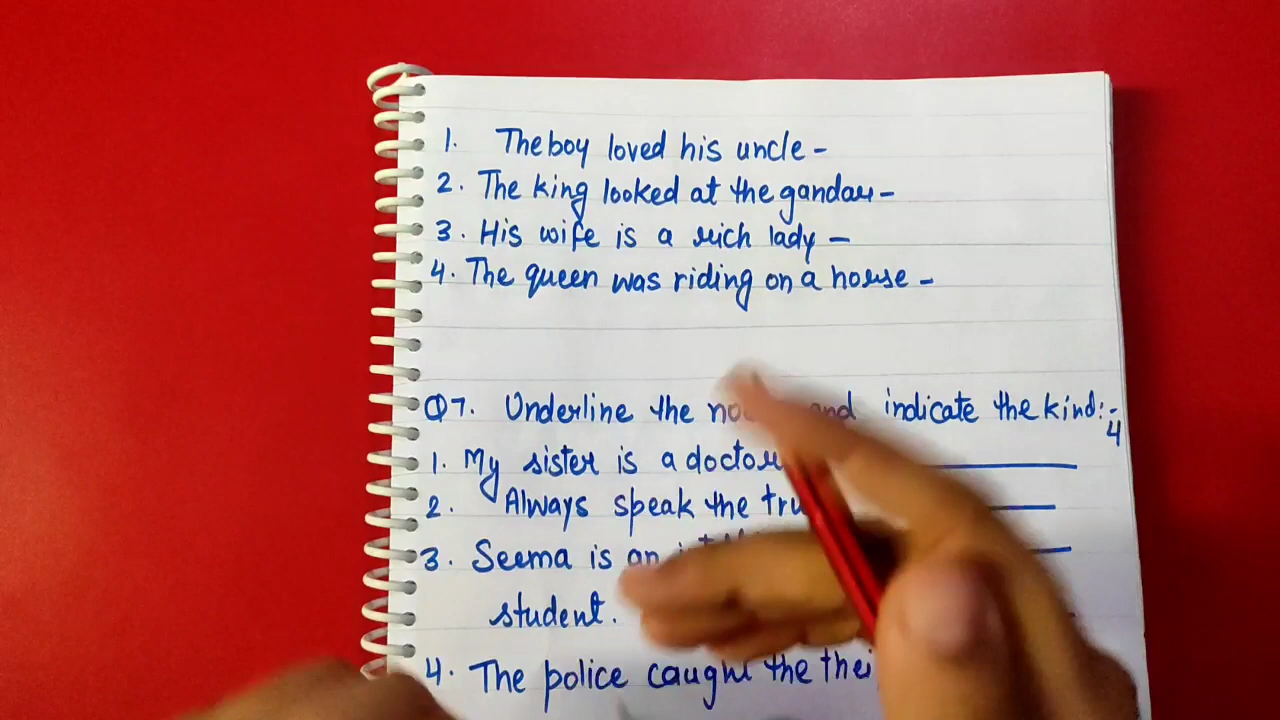 1. The boy loved his uncle -
2. The king looked at the gandar -
3. His wife is a rich lady -
4. The queen was riding on a horse -
Q7. Underline the and indicate the kind:-
4
1. My sister is a doctor
2. Always speak the
3. Seema is an
student.
4. The police caught the